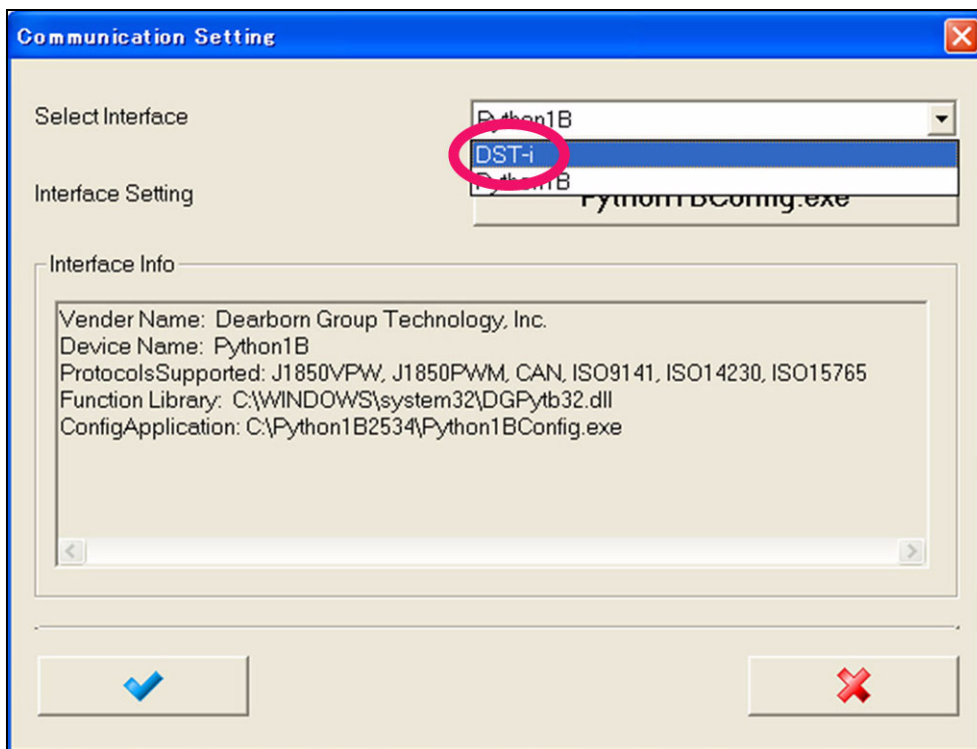 Communication Setting
Select Interface
Python1B
DST-i
Python1B
Interface Setting
Python1BConfig.exe
Interface Info
Vender Name: Dearborn Group Technology, Inc.
Device Name: Python1B
ProtocolsSupported: J1850VPW, J1850PWM, CAN, ISO9141, ISO14230, ISO15765
Function Library: C:\WINDOWS\system32\DGPytb32.dll
ConfigApplication: C:\Python1B2534\Python1BConfig.exe